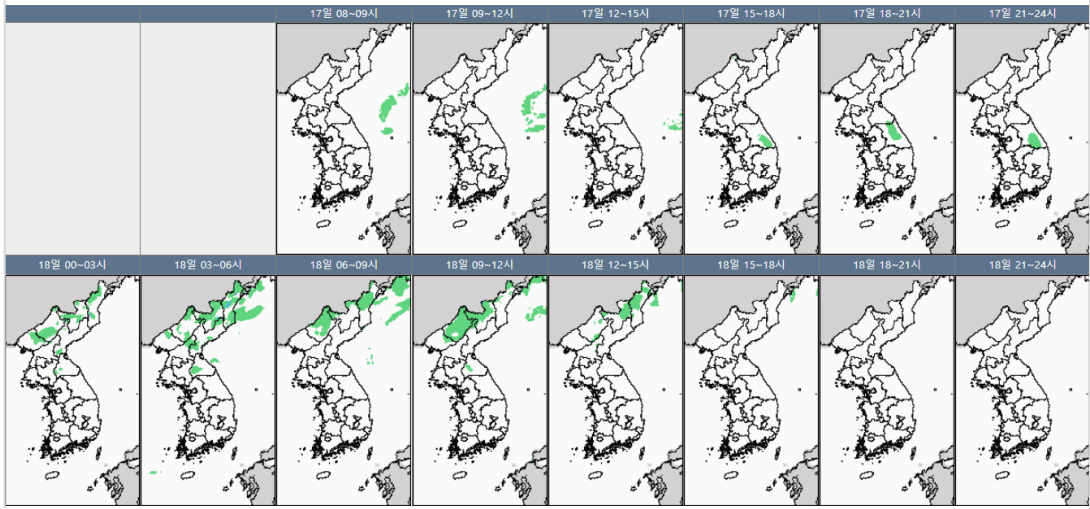 17일 08~09시
17일 09~12시
17일 12~15시
17일 15~18시
17일 18~21시
17일 21~24시
18일 00~03시
18일 03~06시
18일 06~09시
18일 09~12시
18일 12~15시
18일 15~18시
18일 18~21시
18일 21~24시